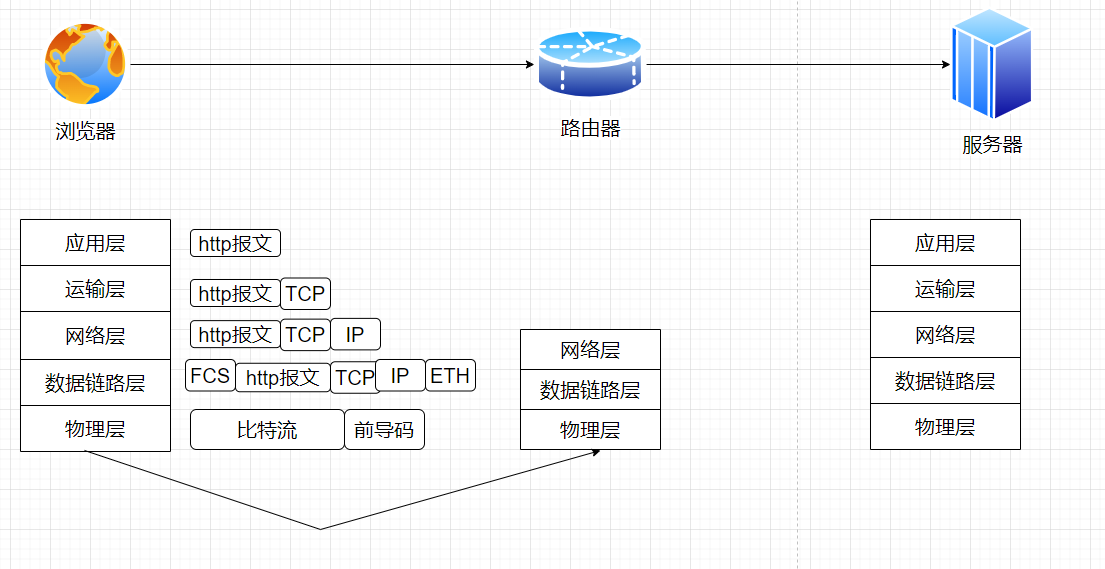 浏览器
路由器
服务器
应用层
http报文
应用层
运输层
http报文 TCP
运输层
网络层
http报文 TCP IP
网络层
网络层
数据链路层
FCS http报文 TCP IP ETH
数据链路层
数据链路层
物理层
比特流 前导码
物理层
物理层